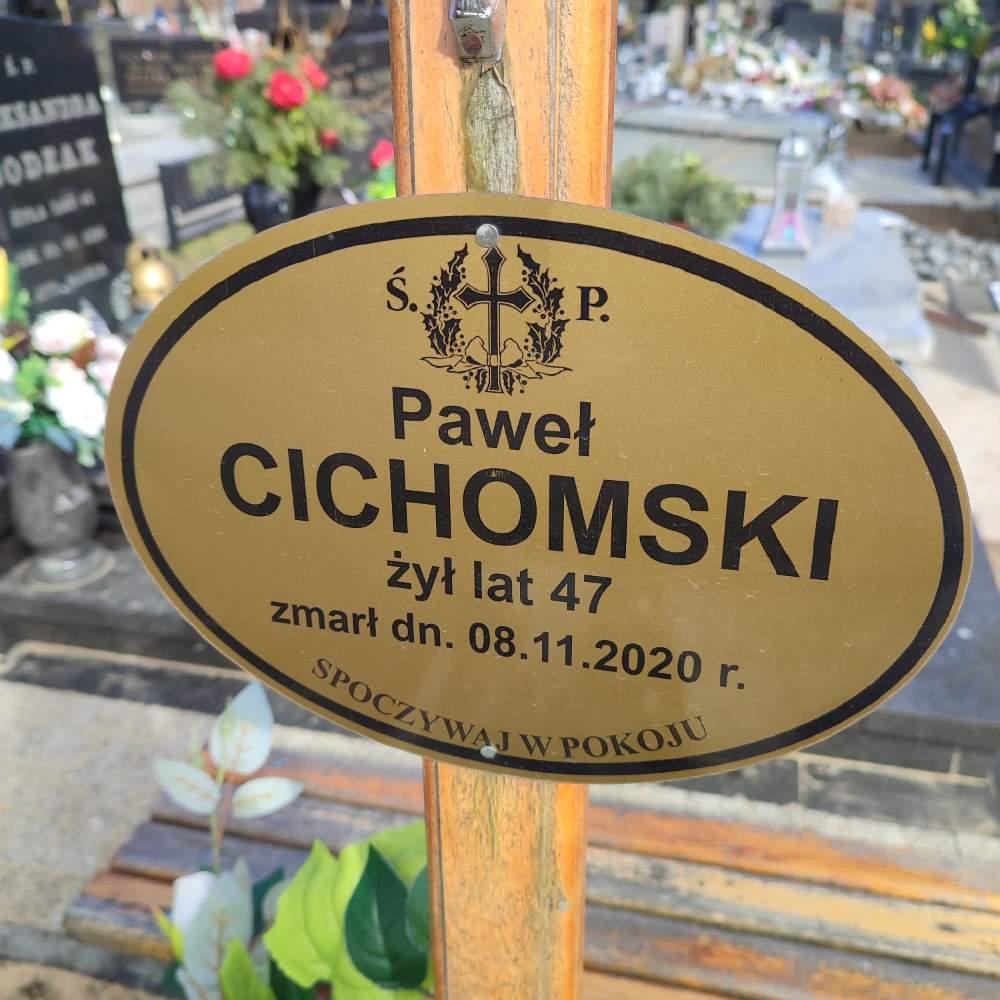 Ś. P.
Paweł
CICHOMSKI
żył lat 47
zmarł dn. 08.11.2020 r.
SPOCZYWAJ W POKOJU
Ś. P.